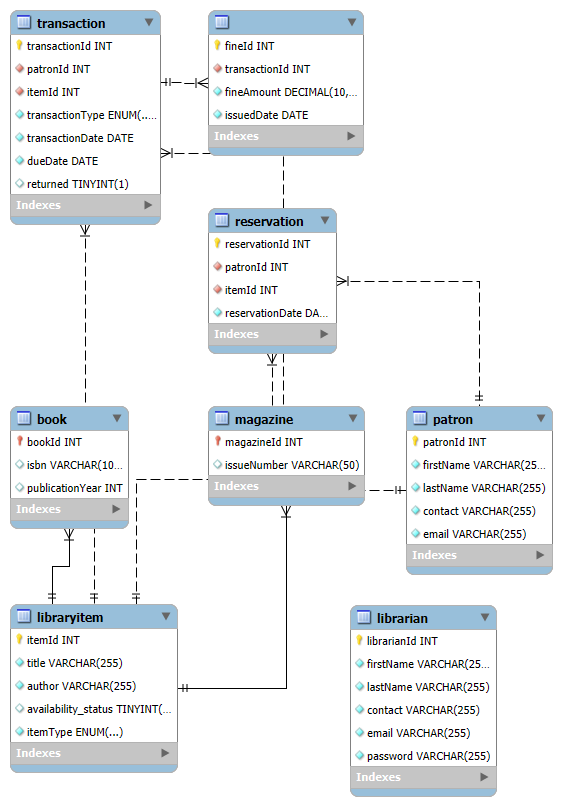 transaction
transactionId INT
patronId INT
itemId INT
transactionType ENUM(...
transactionDate DATE
dueDate DATE
returned TINYINT(1)
Indexes
fineId INT
transactionId INT
fineAmount DECIMAL(10,...
issuedDate DATE
Indexes
reservation
reservationId INT
patronId INT
itemId INT
reservationDate DA...
Indexes
book
bookId INT
isbn VARCHAR(10...
publicationYear INT
Indexes
magazine
magazineId INT
issueNumber VARCHAR(50)
Indexes
patron
patronId INT
firstName VARCHAR(25...
lastName VARCHAR(255)
contact VARCHAR(255)
email VARCHAR(255)
Indexes
libraryitem
itemId INT
title VARCHAR(255)
author VARCHAR(255)
availability_status TINYINT(...
itemType ENUM(...)
Indexes
librarian
librarianId INT
firstName VARCHAR(25...
lastName VARCHAR(255)
contact VARCHAR(255)
email VARCHAR(255)
password VARCHAR(255)
Indexes